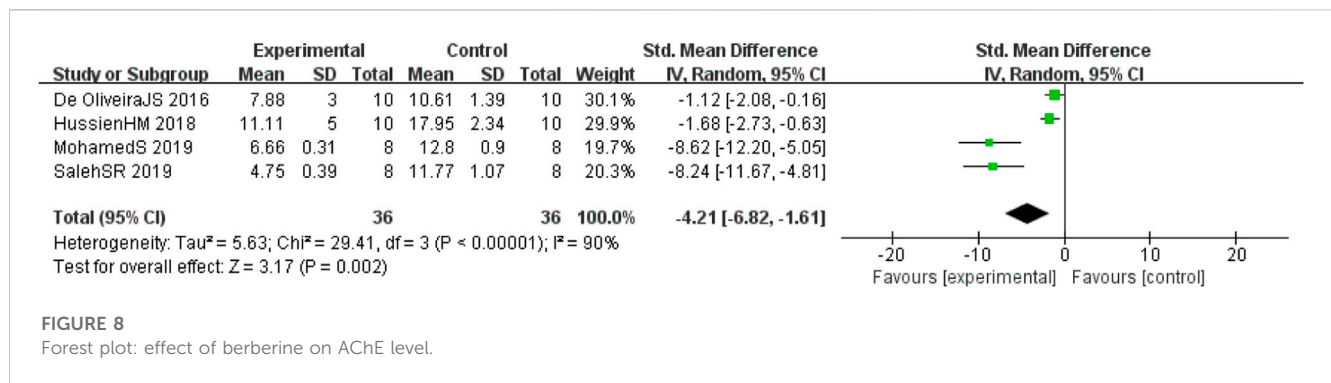 Experimental Control Std. Mean Difference Std. Mean Difference
Study or Subgroup Mean SD Total Mean SD Total Weight IV, Random, 95% CI IV, Random, 95% CI
De OliveiraJS 2016 7.88 3 10 10.61 1.39 10 30.1% -1.12 [-2.08, -0.16]
HussienHM 2018 11.11 5 10 17.95 2.34 10 29.9% -1.68 [-2.73, -0.63]
MohamedS 2019 6.66 0.31 8 12.8 0.9 8 19.7% -8.62 [-12.20, -5.05]
SalehSR 2019 4.75 0.39 8 11.77 1.07 8 20.3% -8.24 [-11.67, -4.81]
Total (95% CI) 36 36 100.0% -4.21 [-6.82, -1.61]
Heterogeneity: Tau² = 5.63; Chi² = 29.41, df = 3 (P < 0.00001); I² = 90%
Test for overall effect: Z = 3.17 (P = 0.002)
-20 -10 0 10 20
Favours [experimental] Favours [control]
FIGURE 8
Forest plot: effect of berberine on AChE level.